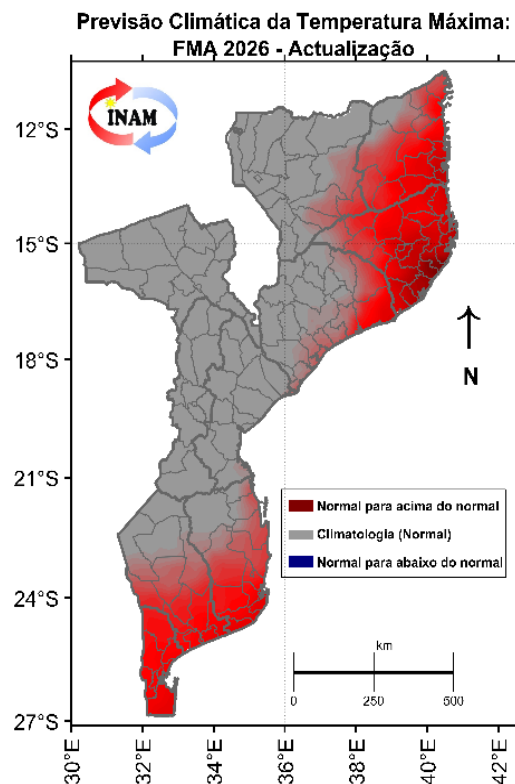 Previsão Climática da Temperatura Máxima:
FMA 2026 - Actualização
INAM
12°S
15°S
18°S
21°S
24°S
27°S
N
Normal para acima do normal
Climatologia (Normal)
Normal para abaixo do normal
km
0 250 500
30°E 32°E 34°E 36°E 38°E 40°E 42°E